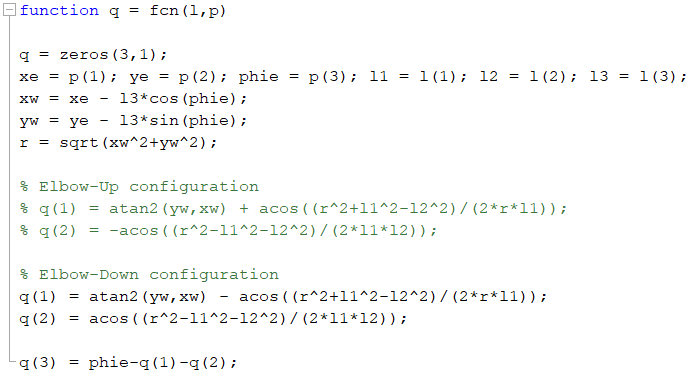 function q = fcn(l,p)
q = zeros(3,1);
xe = p(1); ye = p(2); phie = p(3); l1 = l(1); l2 = l(2); l3 = l(3);
xw = xe - l3*cos(phie);
yw = ye - l3*sin(phie);
r = sqrt(xw^2+yw^2);
% Elbow-Up configuration
% q(1) = atan2(yw,xw) + acos((r^2+l1^2-l2^2)/(2*r*l1));
% q(2) = -acos((r^2-l1^2-l2^2)/(2*l1*l2));
% Elbow-Down configuration
q(1) = atan2(yw,xw) - acos((r^2+l1^2-l2^2)/(2*r*l1));
q(2) = acos((r^2-l1^2-l2^2)/(2*l1*l2));
q(3) = phie-q(1)-q(2);